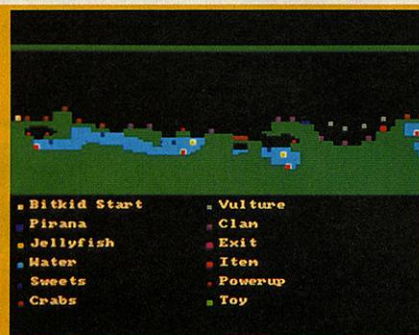 Bitkid Start
Pirana
Jellyfish
Water
Sweets
Crabs
Vulture
Clam
Exit
Item
Powerup
Toy